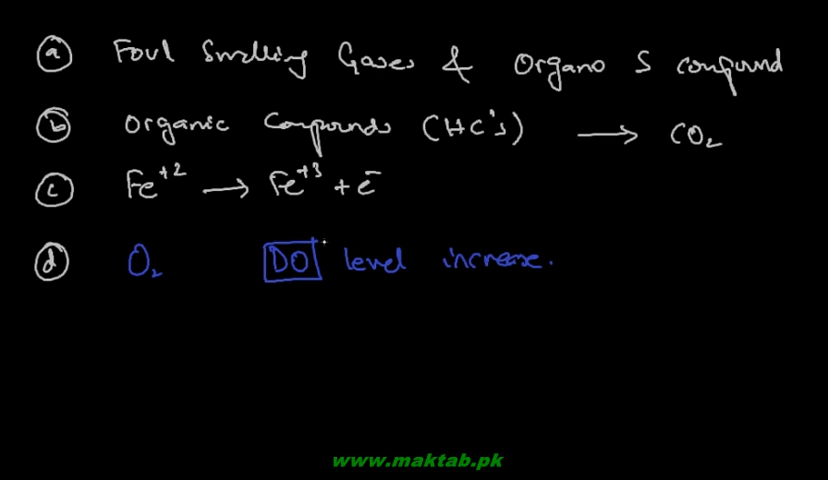 (a) Foul Smelling Gases & Organo S compound
(b) Organic Compounds (HC's) → CO₂
(c) Fe⁺² → Fe⁺³ + e⁻
(d) O₂ DO level increase.
www.maktab.pk